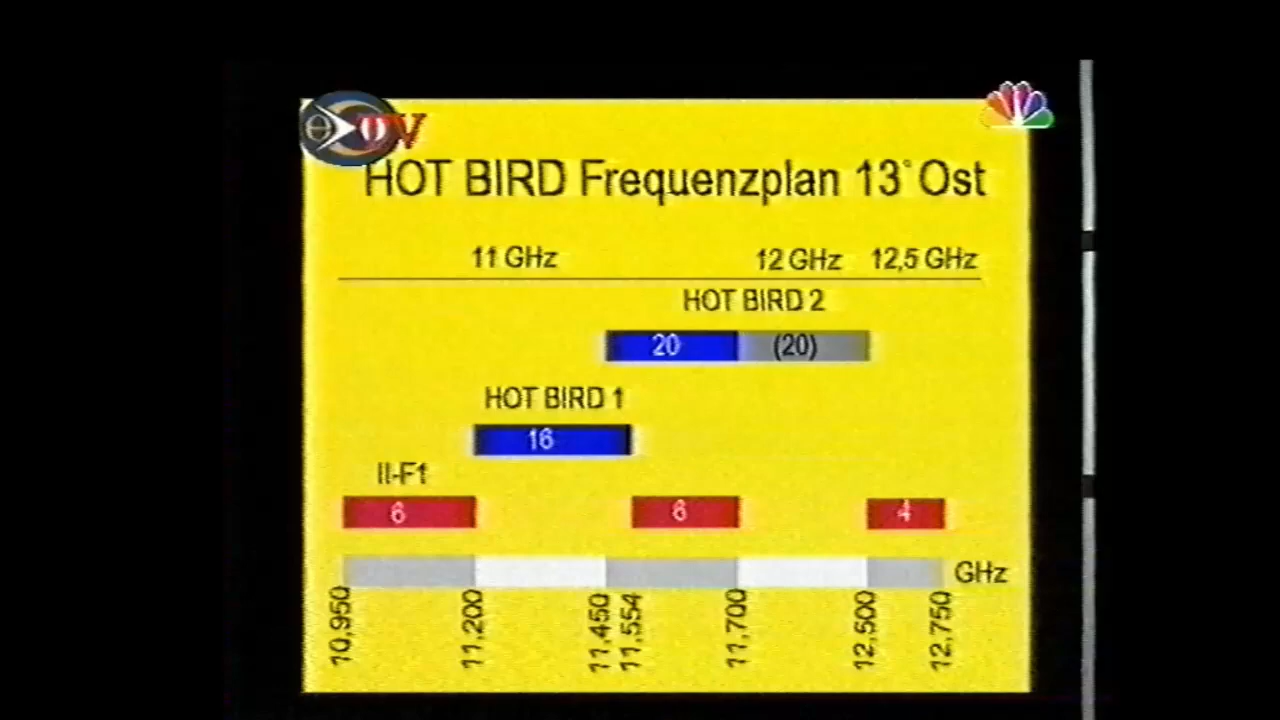 HOT BIRD Frequenzplan 13° Ost
11 GHz 12 GHz 12,5 GHz
HOT BIRD 2
20 (20)
HOT BIRD 1
16
II-F1
6 6 4
GHz
10,950 11,200 11,450 11,554 11,700 12,500 12,750